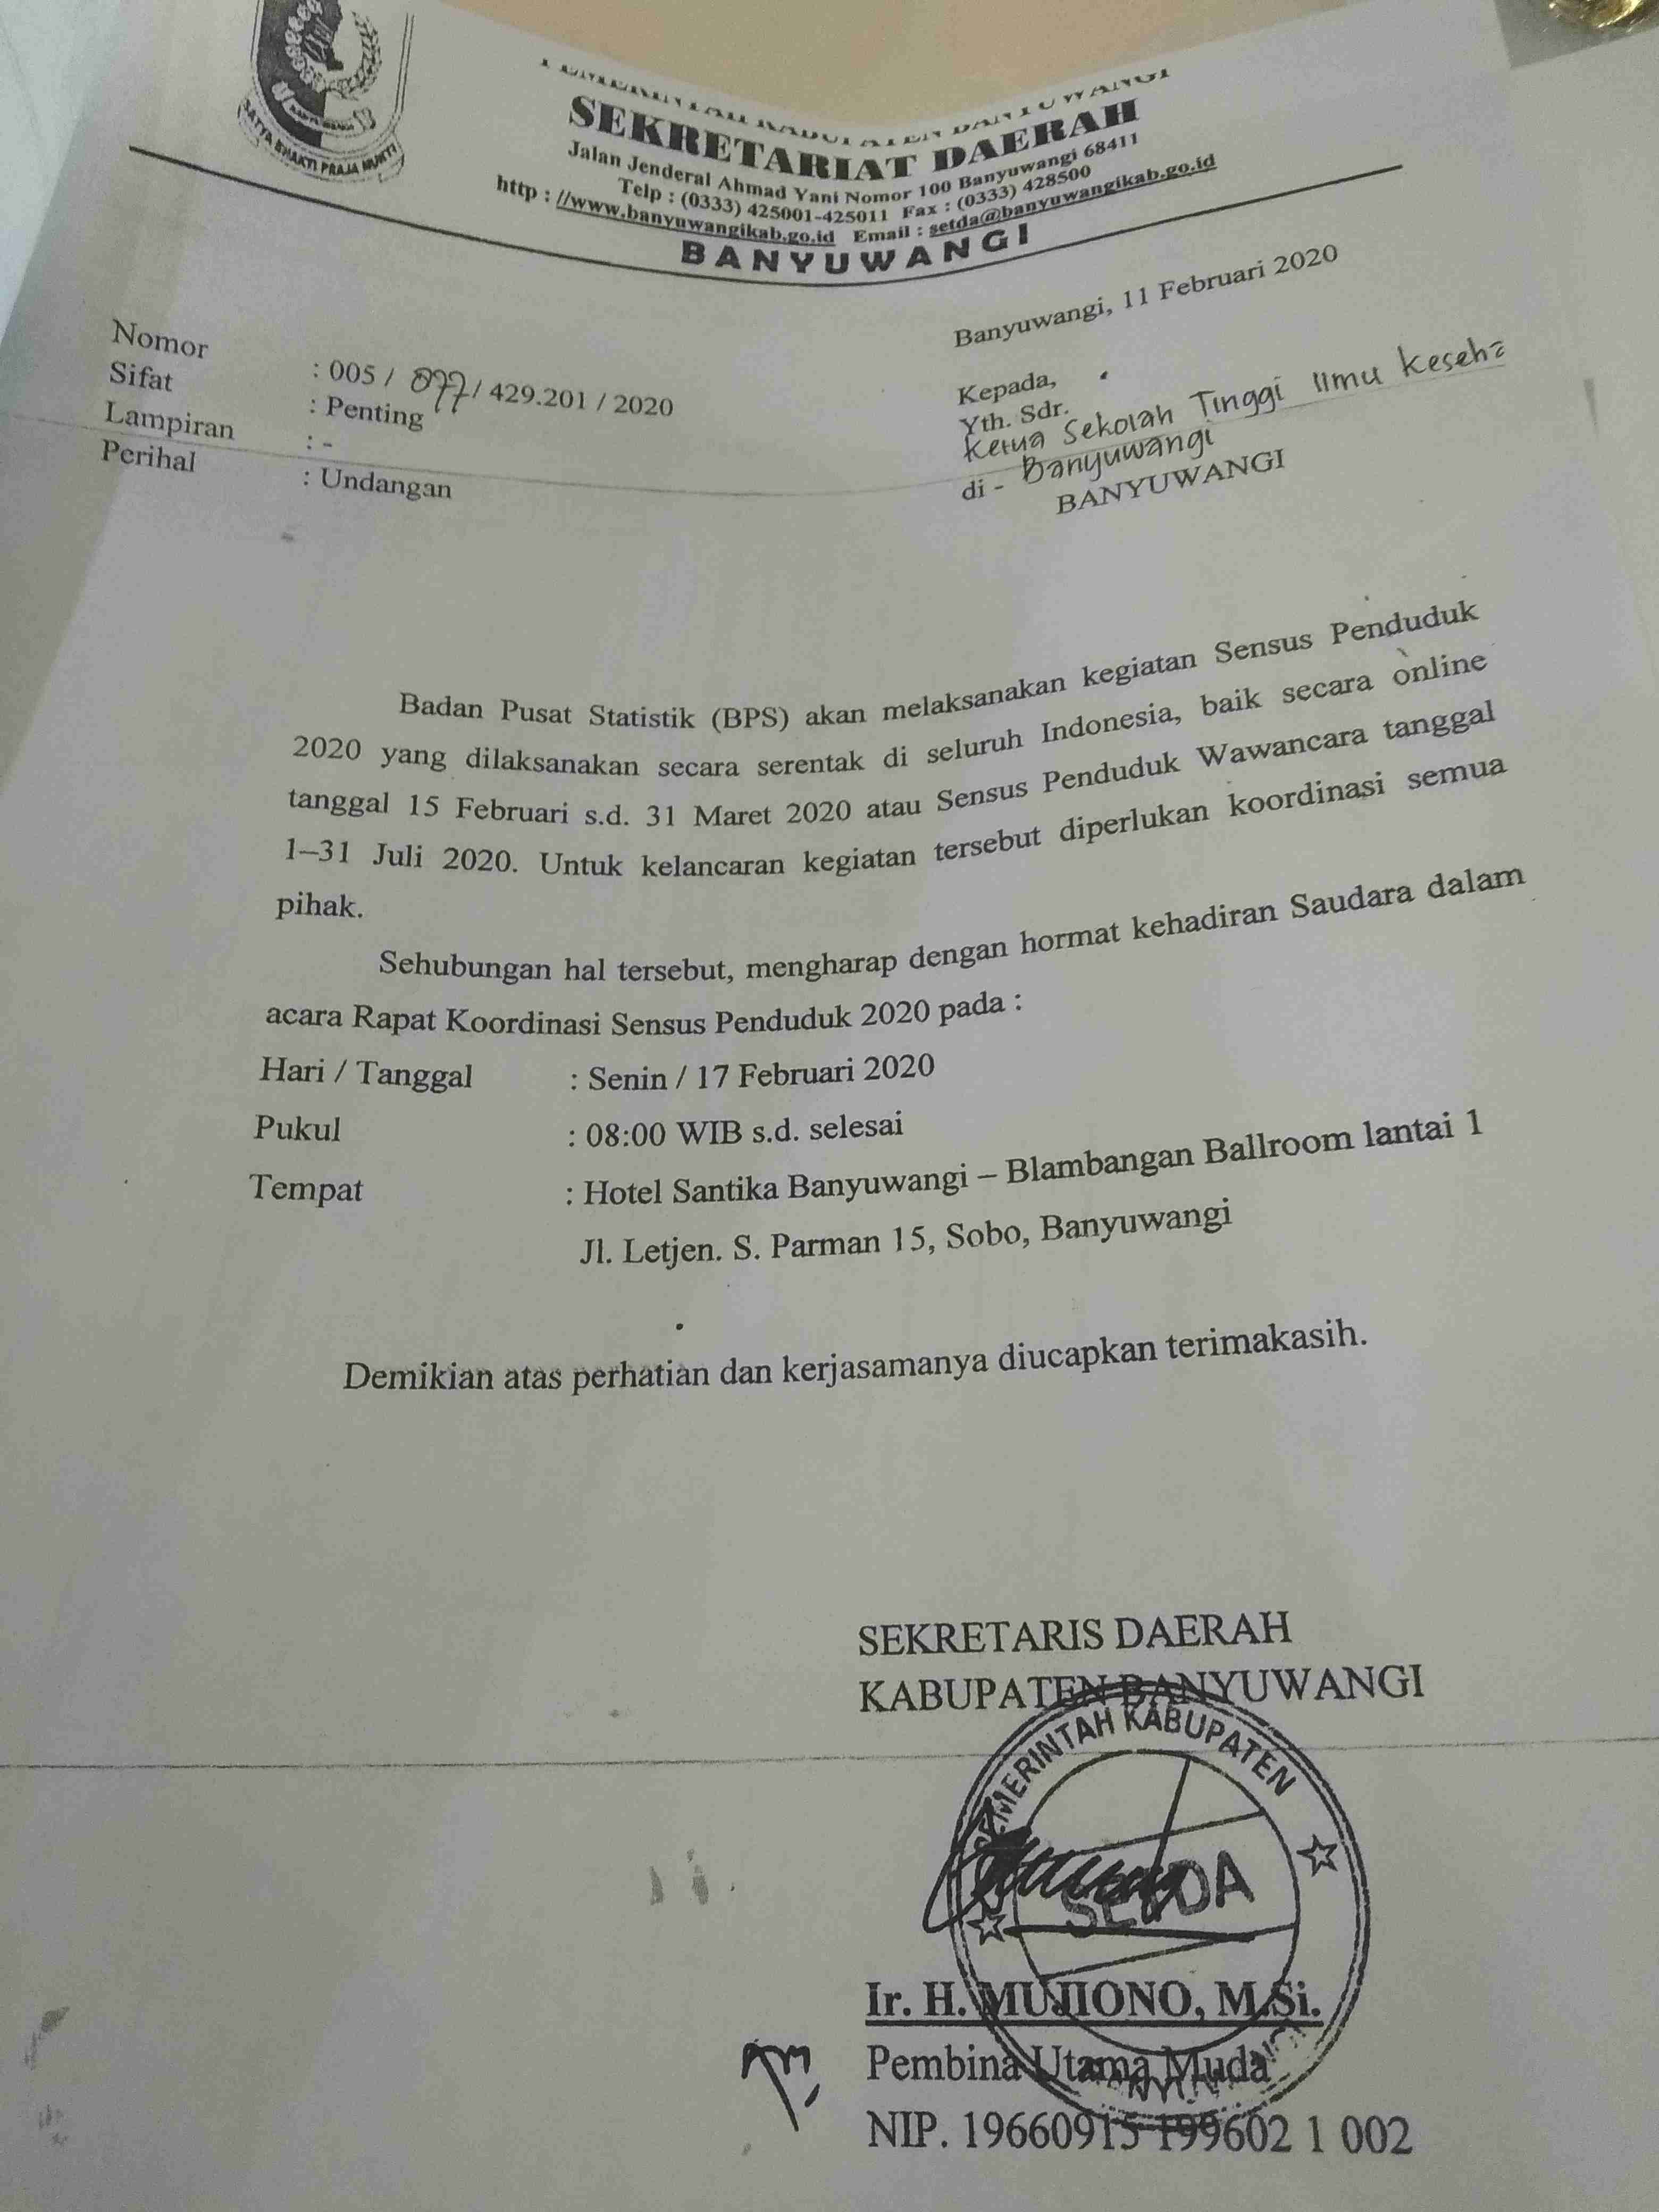 SATYA BHAKTI PRAJA MUKTI
PEMERINTAH KABUPATEN BANYUWANGI
SEKRETARIAT DAERAH
Jalan Jenderal Ahmad Yani Nomor 100 Banyuwangi 68411
Telp : (0333) 425001-425011 Fax : (0333) 428500
http : //www.banyuwangikab.go.id Email : setda@banyuwangikab.go.id
BANYUWANGI
Banyuwangi, 11 Februari 2020
Nomor : 005 / 077 / 429.201 / 2020
Sifat : Penting
Lampiran : -
Perihal : Undangan
Kepada,
Yth. Sdr.
Ketua Sekolah Tinggi Ilmu Keseha
Banyuwangi
di -
BANYUWANGI
Badan Pusat Statistik (BPS) akan melaksanakan kegiatan Sensus Penduduk
2020 yang dilaksanakan secara serentak di seluruh Indonesia, baik secara online
tanggal 15 Februari s.d. 31 Maret 2020 atau Sensus Penduduk Wawancara tanggal
1–31 Juli 2020. Untuk kelancaran kegiatan tersebut diperlukan koordinasi semua
pihak.
Sehubungan hal tersebut, mengharap dengan hormat kehadiran Saudara dalam
acara Rapat Koordinasi Sensus Penduduk 2020 pada :
Hari / Tanggal : Senin / 17 Februari 2020
Pukul : 08:00 WIB s.d. selesai
Tempat : Hotel Santika Banyuwangi – Blambangan Ballroom lantai 1
Jl. Letjen. S. Parman 15, Sobo, Banyuwangi
Demikian atas perhatian dan kerjasamanya diucapkan terimakasih.
SEKRETARIS DAERAH
KABUPATEN BANYUWANGI
PEMERINTAH KABUPATEN
SETDA
BANYUWANGI
Ir. H. MUJIONO, M.Si.
Pembina Utama Muda
NIP. 19660915 199602 1 002